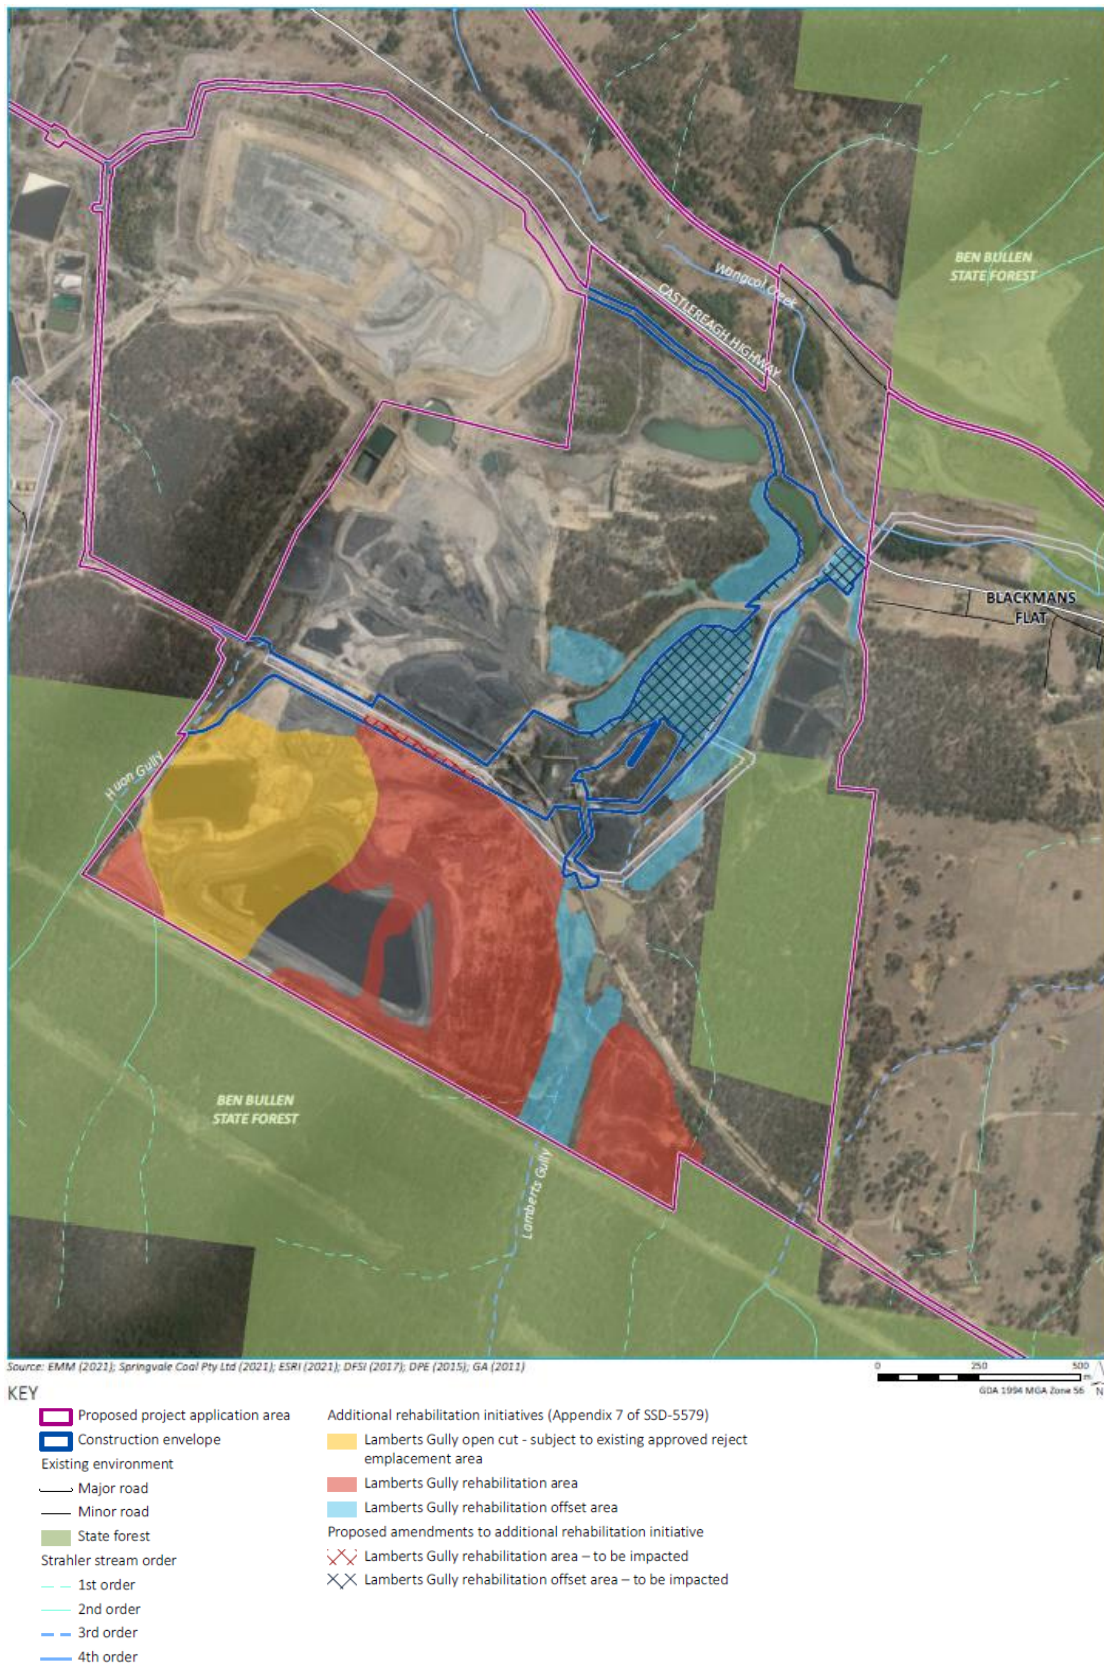 BEN BULLEN
STATE FOREST
Wangcol Creek
CASTLEREAGH HIGHWAY
BLACKMANS
FLAT
Huon Gully
BEN BULLEN
STATE FOREST
Lamberts Gully
Source: EMM (2021); Springvale Coal Pty Ltd (2021); ESRI (2021); DFSI (2017); DPE (2015); GA (2011)
0 250 500
m
GDA 1994 MGA Zone 56 N
KEY
Proposed project application area
Construction envelope
Existing environment
Major road
Minor road
State forest
Strahler stream order
1st order
2nd order
3rd order
4th order
Additional rehabilitation initiatives (Appendix 7 of SSD-5579)
Lamberts Gully open cut - subject to existing approved reject
emplacement area
Lamberts Gully rehabilitation area
Lamberts Gully rehabilitation offset area
Proposed amendments to additional rehabilitation initiative
Lamberts Gully rehabilitation area – to be impacted
Lamberts Gully rehabilitation offset area – to be impacted